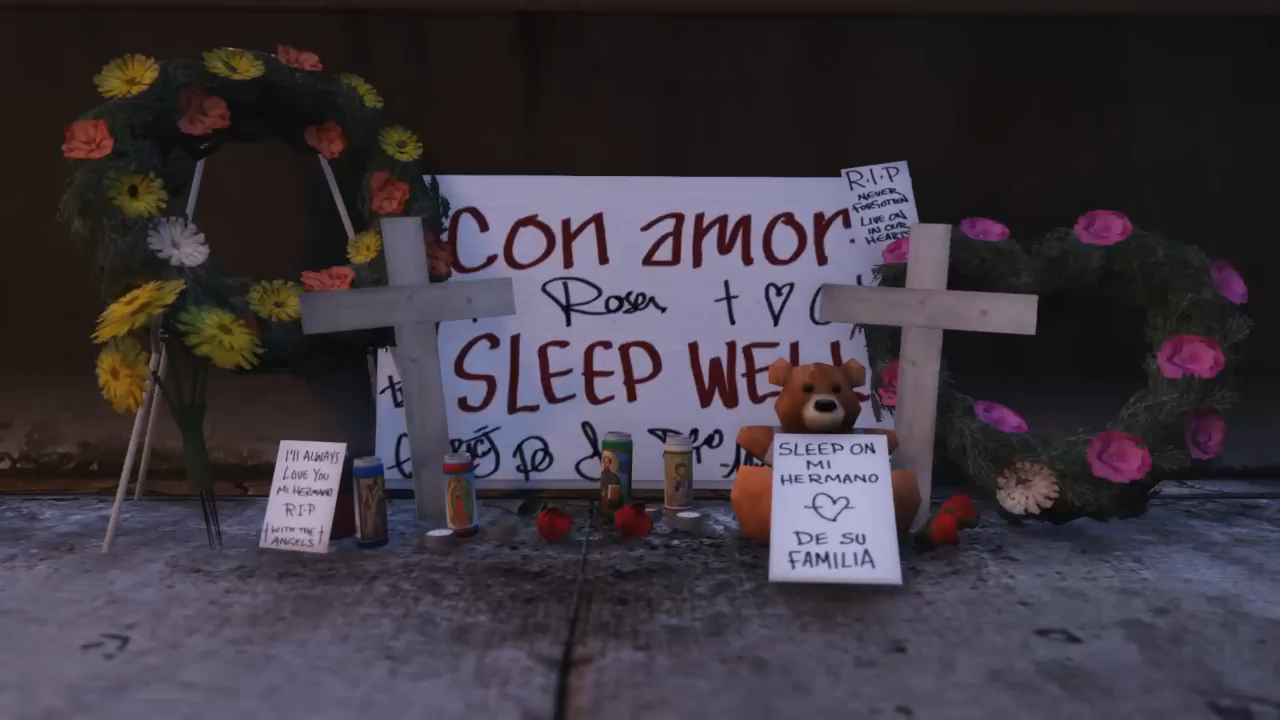 Con amor
R.I.P
NEVER
FORGOTTEN
LIVE ON
IN OUR
HEARTS
SLEEP WELL
I'll ALWAYS
LOVE YOU
MI HERMANO
R.I.P
WITH THE
ANGELS
SLEEP ON
MI
HERMANO
DE SU
FAMILIA